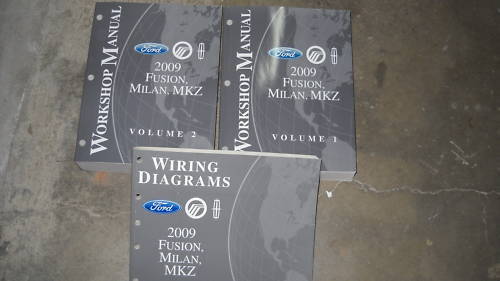 WORKSHOP MANUAL
Ford
2009
FUSION,
MILAN, MKZ
VOLUME 2
WORKSHOP MANUAL
Ford
2009
FUSION,
MILAN, MKZ
VOLUME 1
WIRING
DIAGRAMS
Ford
2009
FUSION,
MILAN,
MKZ